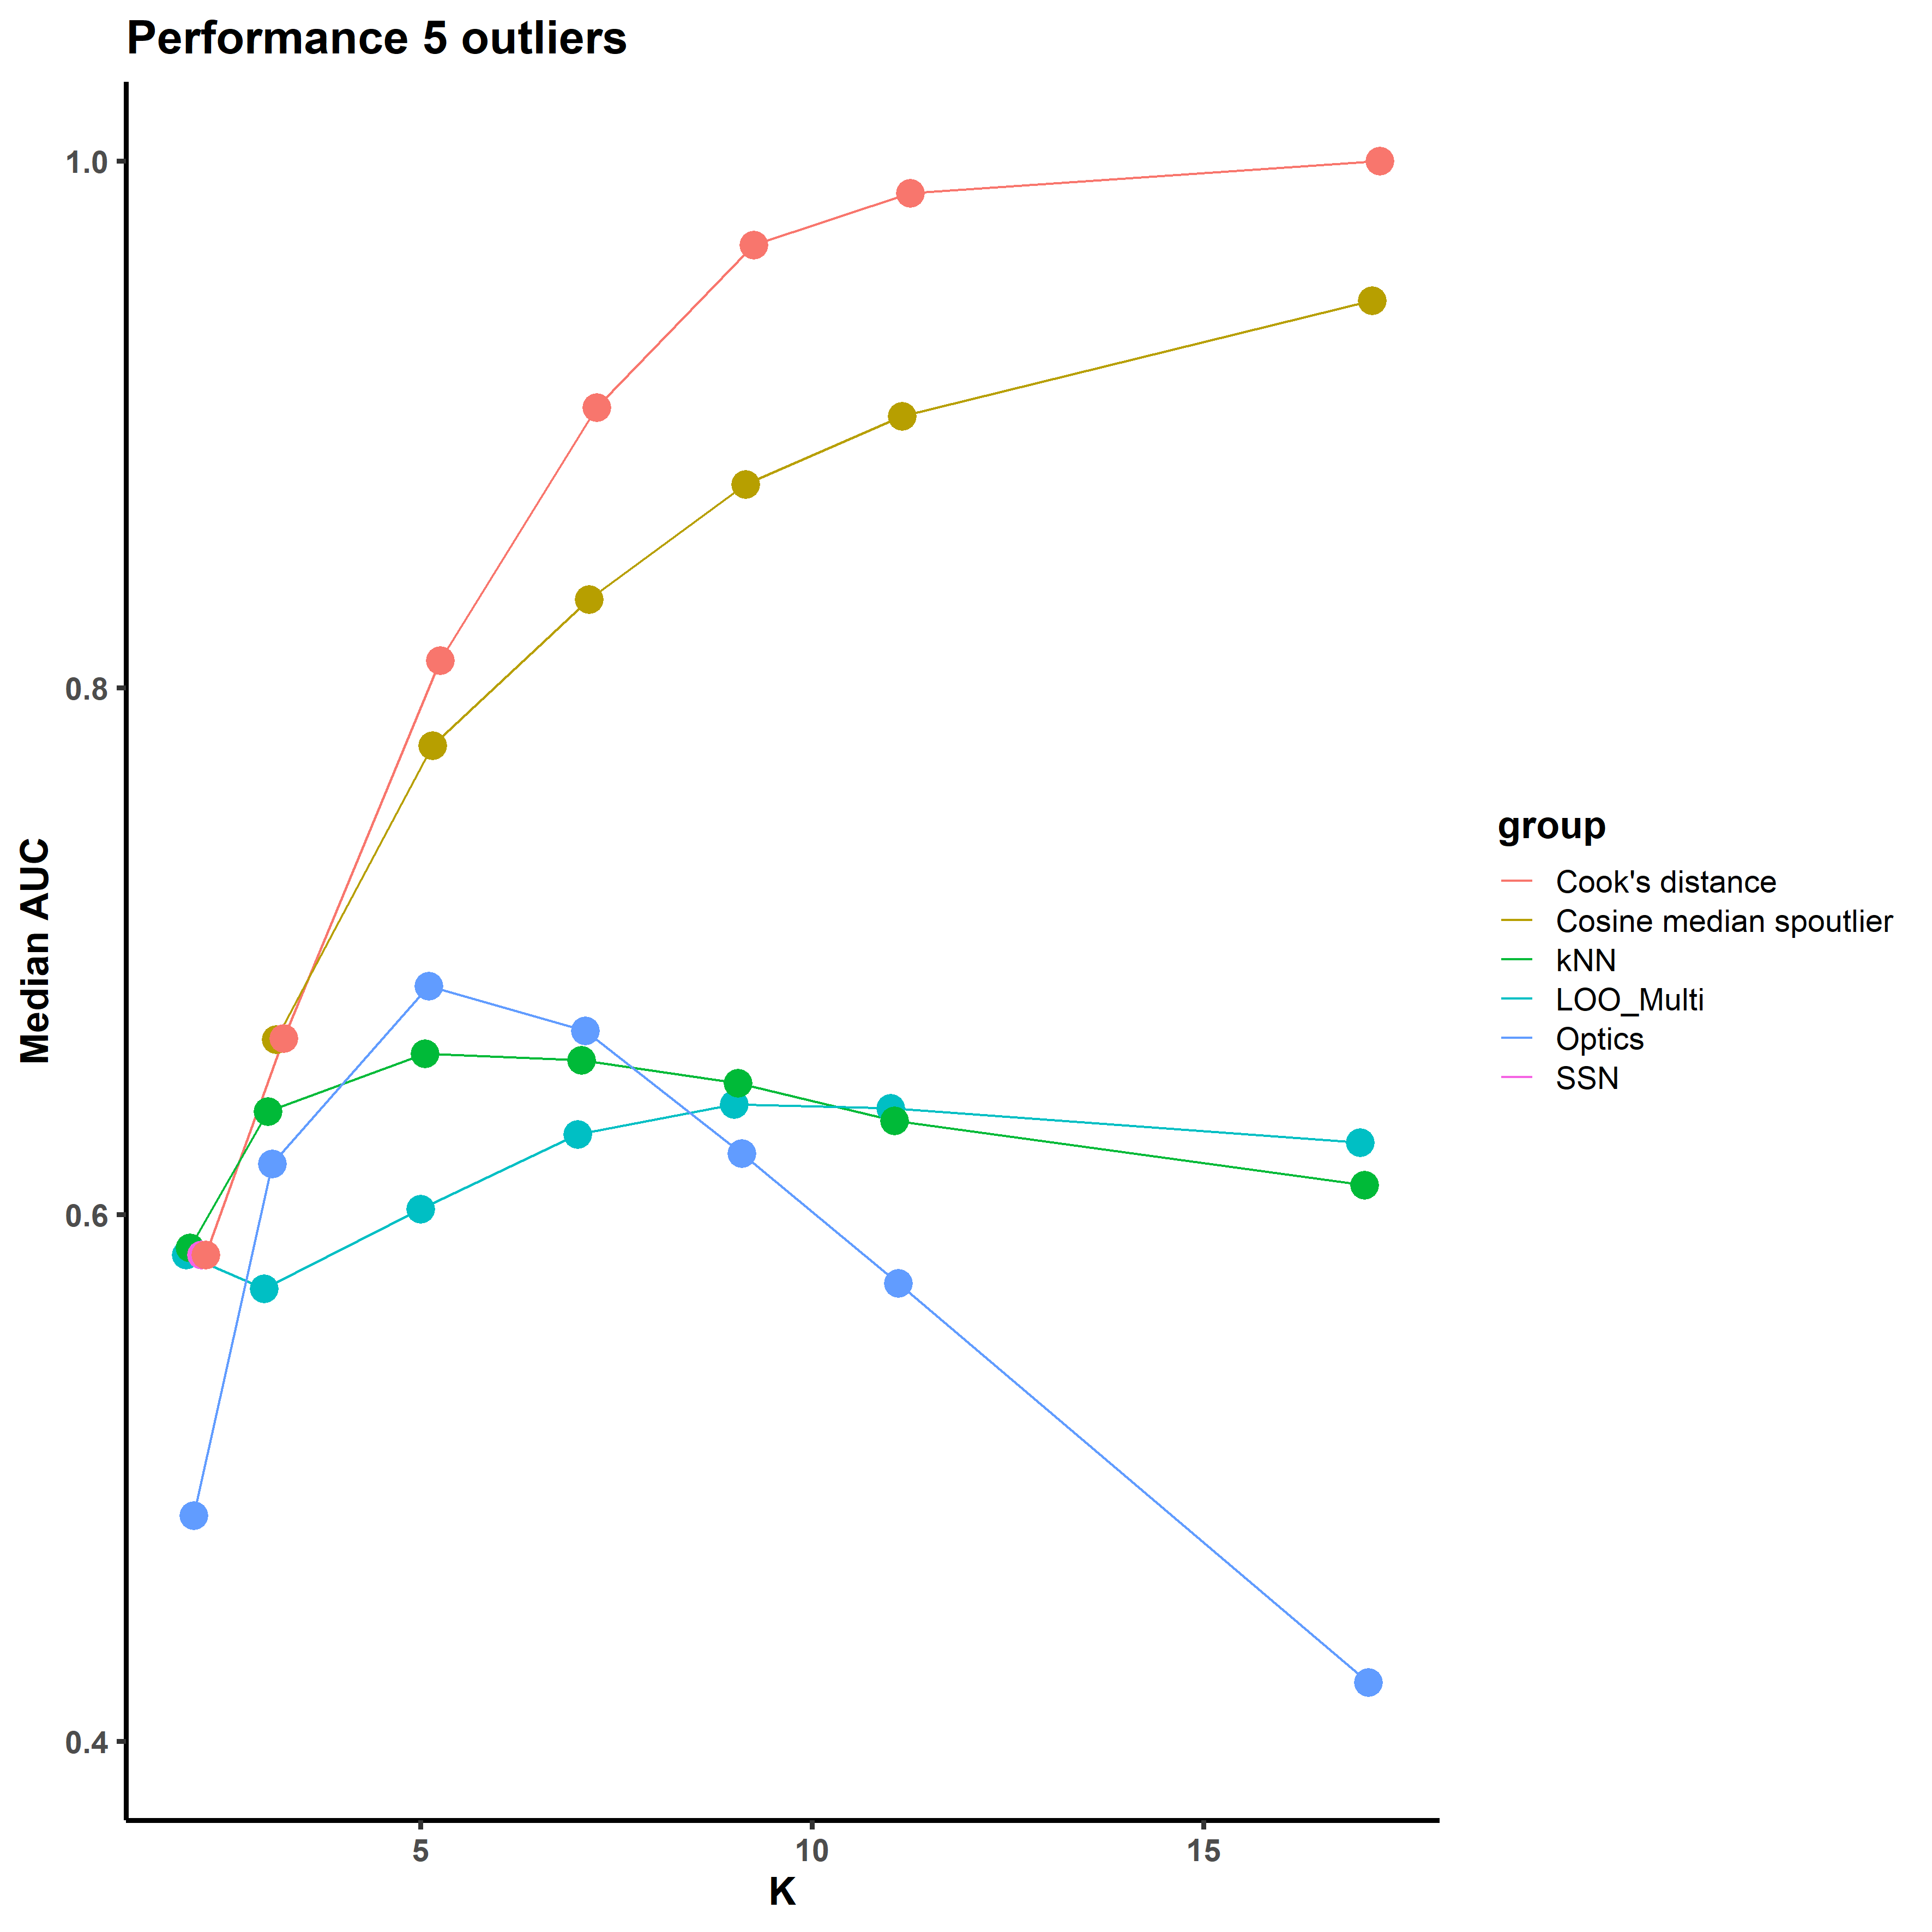 Performance 5 outliers
1.0
0.8
0.6
0.4
Median AUC
5 10 15
K
group
Cook's distance
Cosine median spoutlier
kNN
LOO_Multi
Optics
SSN